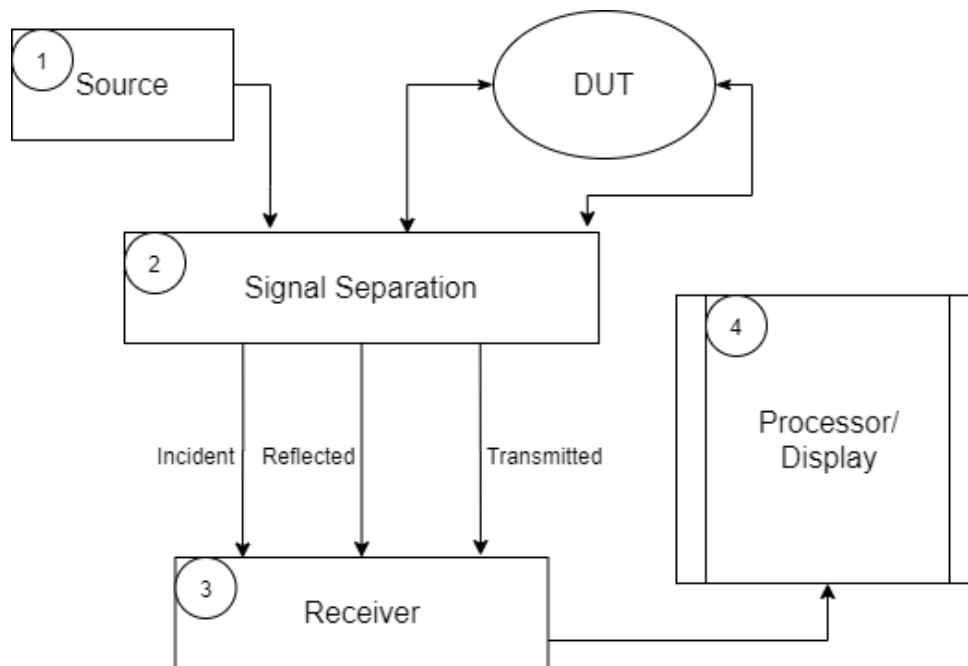 1
Source
DUT
2
Signal Separation
4
Processor/
Display
Incident
Reflected
Transmitted
3
Receiver